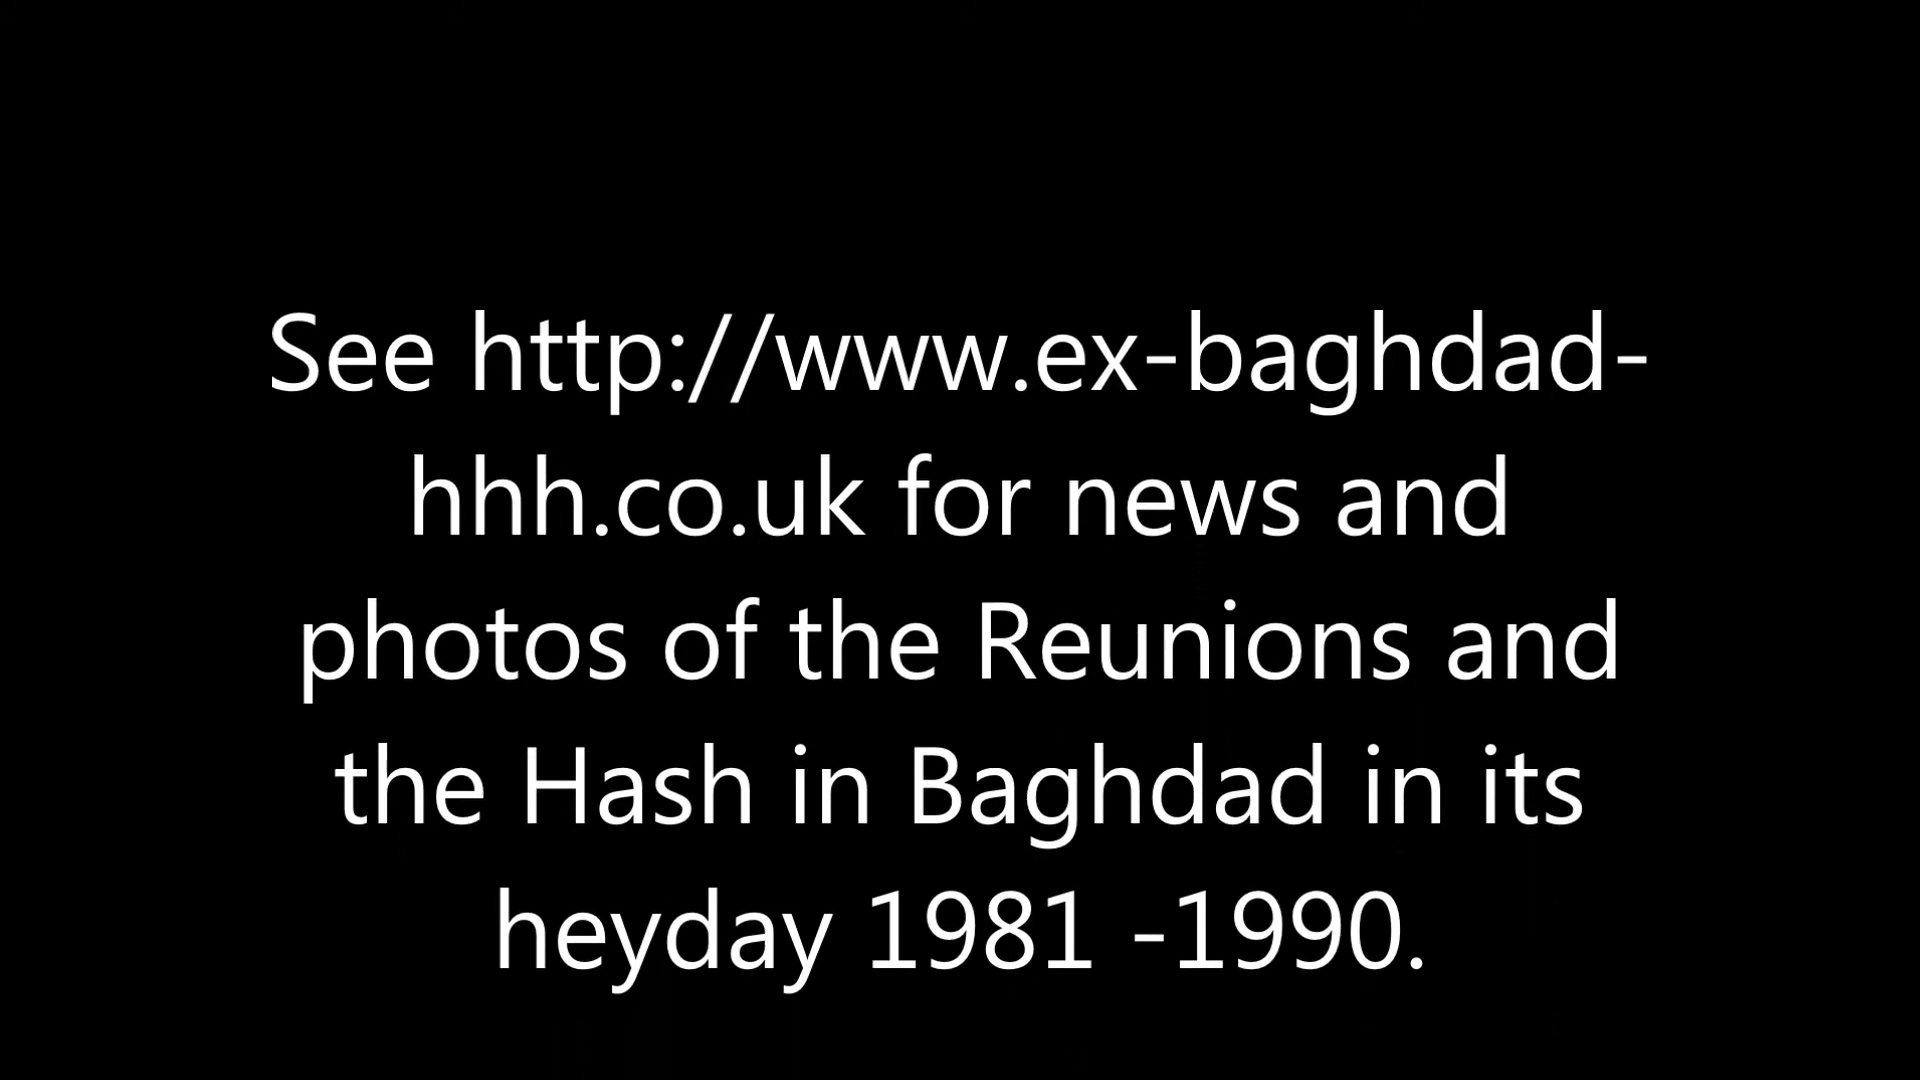 See http://www.ex-baghdad-
hhh.co.uk for news and
photos of the Reunions and
the Hash in Baghdad in its
heyday 1981 -1990.